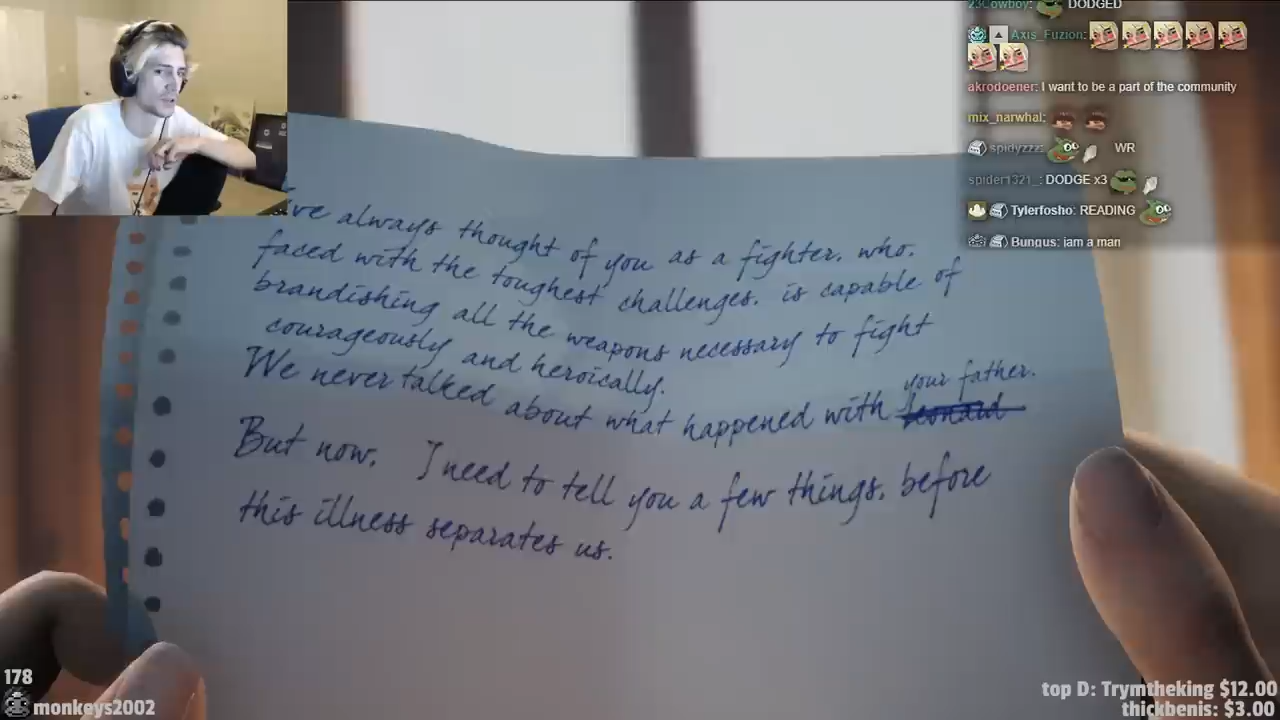 23Cowboy: DODGED
Axis_Fuzion:
akrodoener: I want to be a part of the community
mix_narwhal:
spidyzzz: WR
spider1321_: DODGE x3
Tylerfosho: READING
Bungus: iam a man
I've always thought of you as a fighter, who,
faced with the toughest challenges, is capable of
brandishing all the weapons necessary to fight
courageously and heroically.
We never talked about what happened with leonard your father.
But now, I need to tell you a few things, before
this illness separates us.
178
monkeys2002
top D: Trymtheking $12.00
thickbenis: $3.00